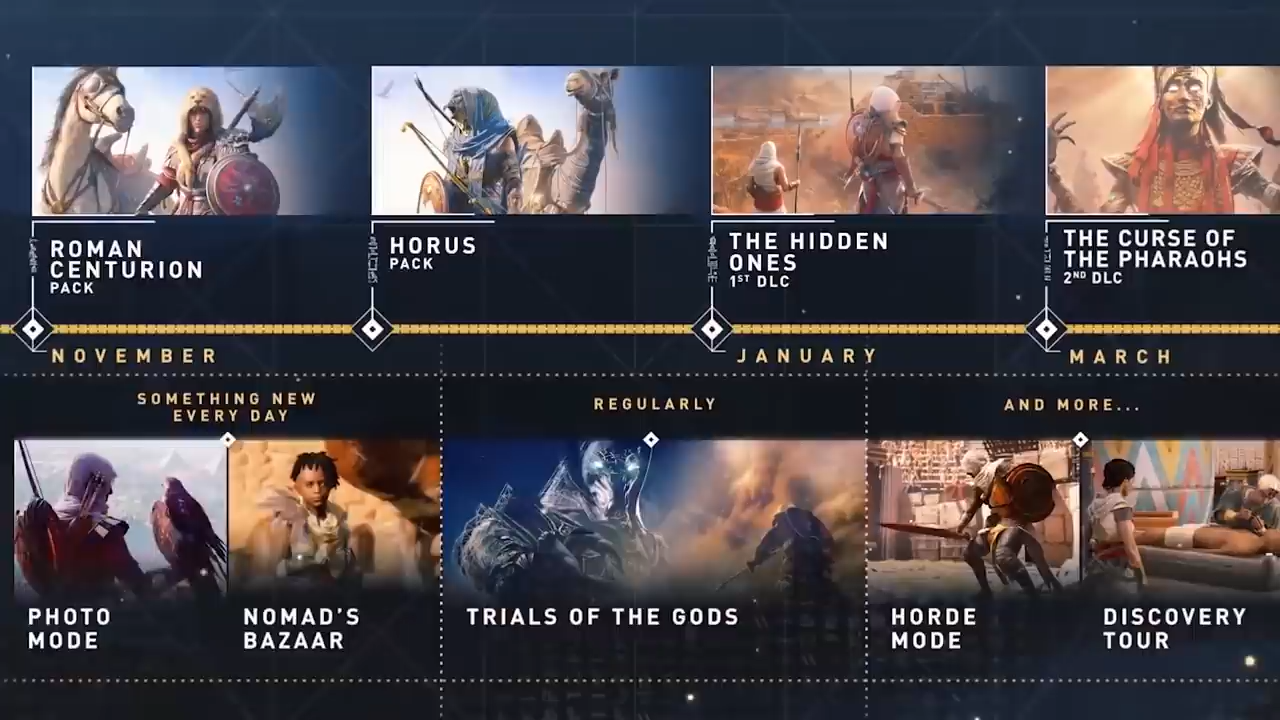 ROMAN
CENTURION
PACK
HORUS
PACK
THE HIDDEN
ONES
1ST DLC
THE CURSE OF
THE PHARAOHS
2ND DLC
NOVEMBER
JANUARY
MARCH
SOMETHING NEW
EVERY DAY
REGULARLY
AND MORE...
PHOTO
MODE
NOMAD'S
BAZAAR
TRIALS OF THE GODS
HORDE
MODE
DISCOVERY
TOUR